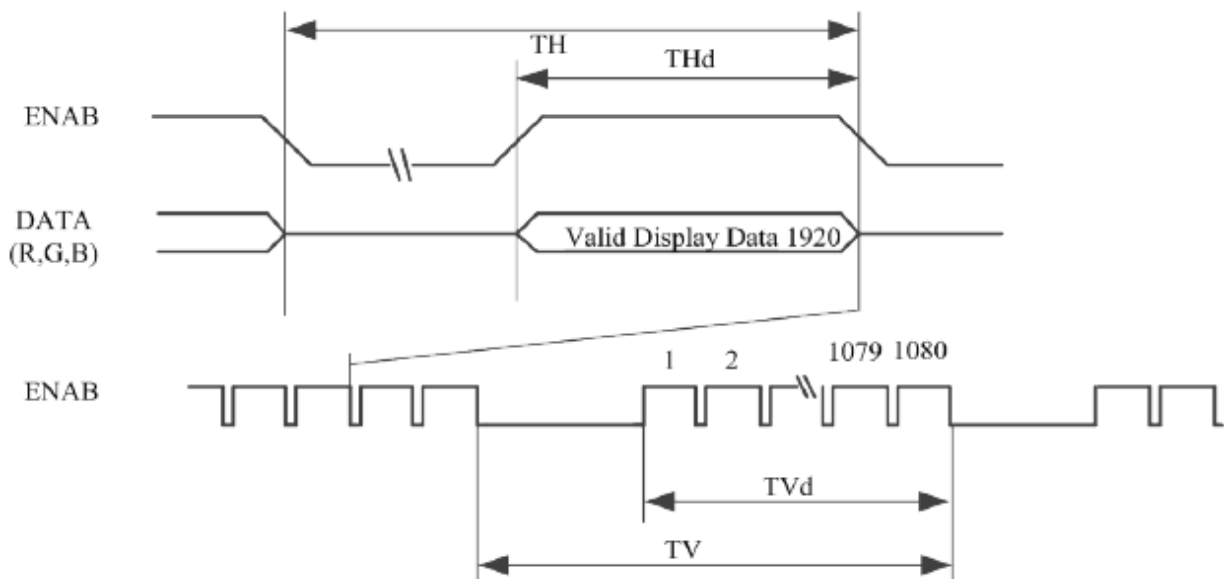 TH
THd
ENAB
DATA
(R,G,B)
Valid Display Data 1920
1 2 1079 1080
ENAB
TVd
TV